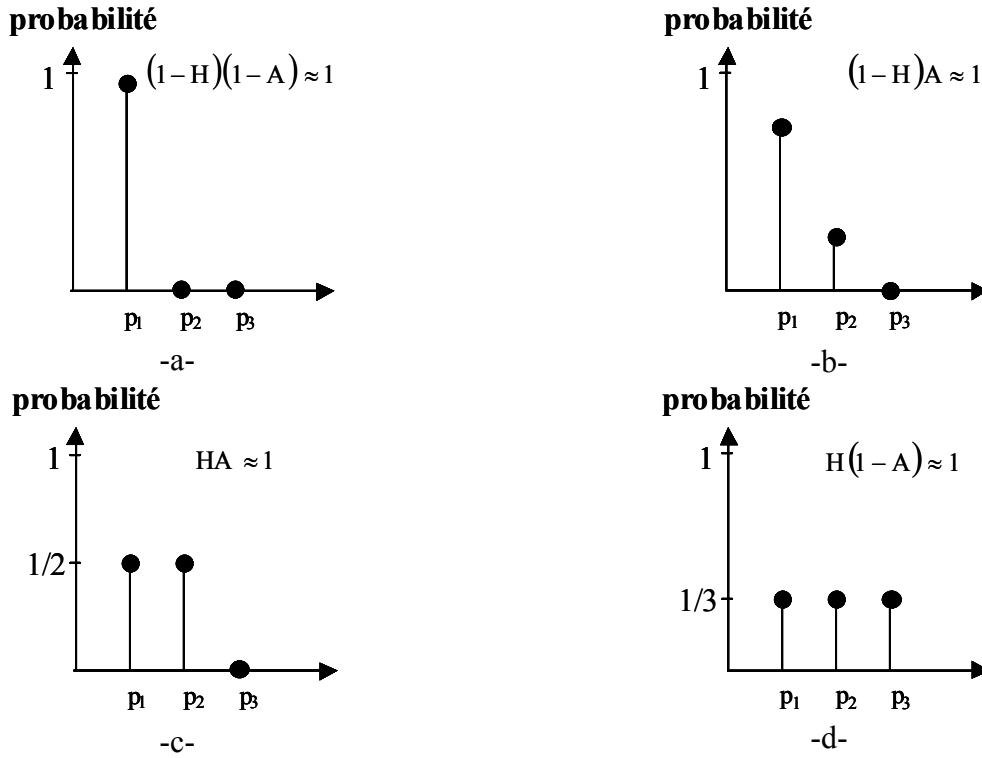 probabilité
1
(1 – H)(1 – A) ≈ 1
p₁ p₂ p₃
-a-
probabilité
1
(1 – H)A ≈ 1
p₁ p₂ p₃
-b-
probabilité
1
HA ≈ 1
1/2
p₁ p₂ p₃
-c-
probabilité
1
H(1 – A) ≈ 1
1/3
p₁ p₂ p₃
-d-